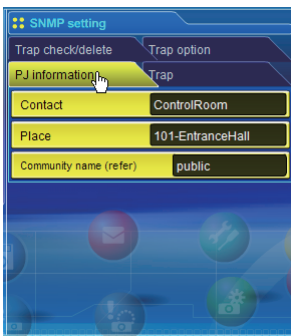 SNMP setting
Trap check/delete Trap option
PJ information Trap
Contact ControlRoom
Place 101-EntranceHall
Community name (refer) public